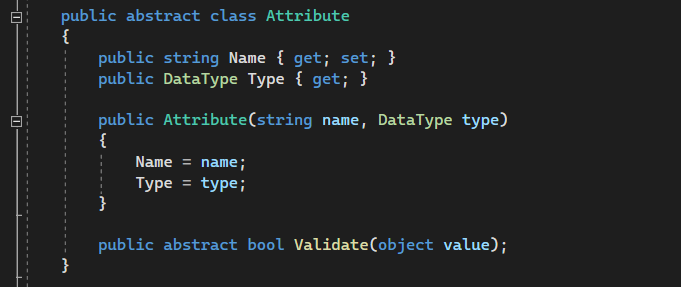 public abstract class Attribute
{
    public string Name { get; set; }
    public DataType Type { get; }

    public Attribute(string name, DataType type)
    {
        Name = name;
        Type = type;
    }

    public abstract bool Validate(object value);
}